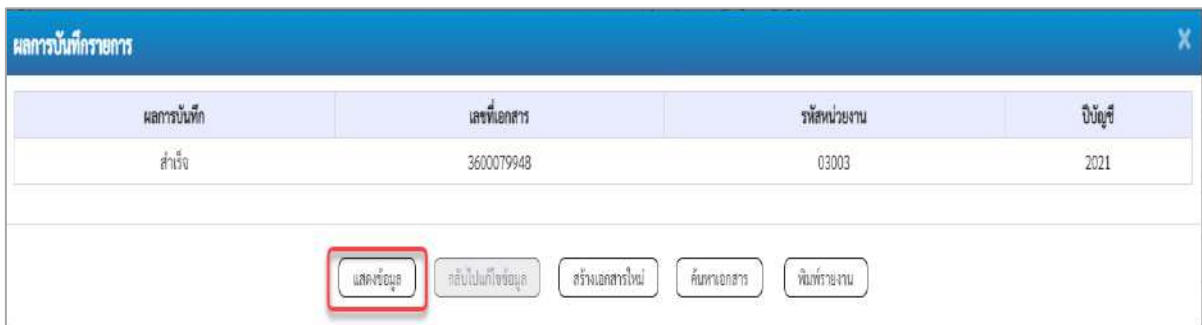 ผลการบันทึกรายการ X
ผลการบันทึก เลขที่เอกสาร รหัสหน่วยงาน ปีบัญชี
สำเร็จ 3600079948 03003 2021
แสดงข้อมูล กลับไปแก้ไขข้อมูล สร้างเอกสารใหม่ ค้นหาเอกสาร พิมพ์รายงาน